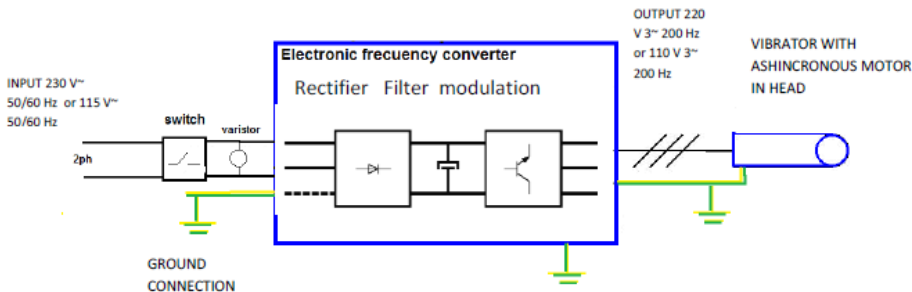 INPUT 230 V~
50/60 Hz or 115 V~
50/60 Hz
2ph
switch
varistor
GROUND
CONNECTION
Electronic frecuency converter
Rectifier Filter modulation
OUTPUT 220
V 3~ 200 Hz
or 110 V 3~
200 Hz
VIBRATOR WITH
ASHINCRONOUS MOTOR
IN HEAD